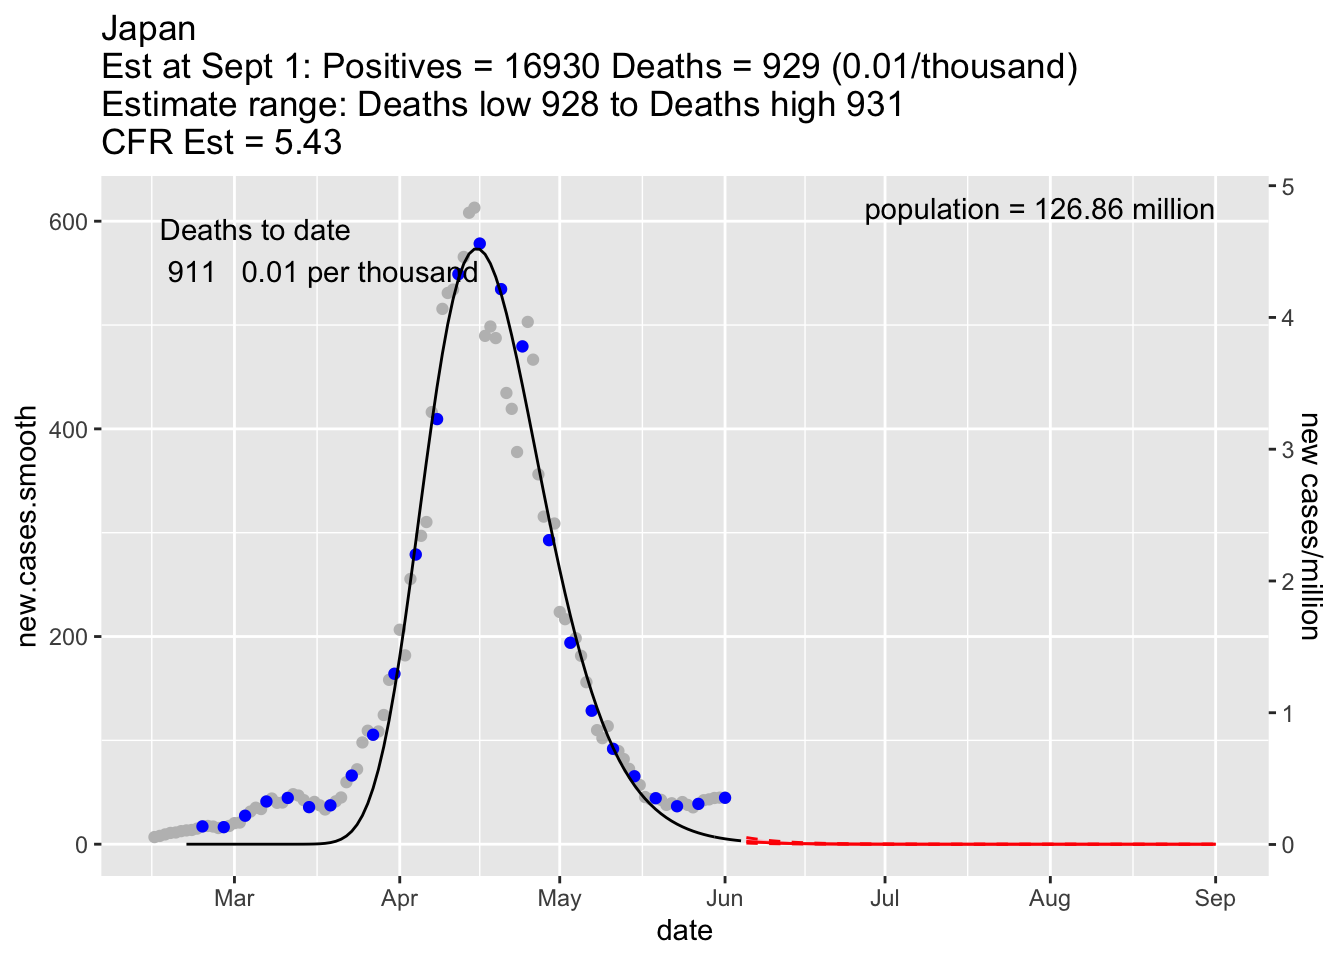 Japan
Est at Sept 1: Positives = 16930 Deaths = 929 (0.01/thousand)
Estimate range: Deaths low 928 to Deaths high 931
CFR Est = 5.43
Deaths to date
911 0.01 per thousand
population = 126.86 million
600
400
200
0
new.cases.smooth
5
4
3
2
1
0
new cases/million
Mar Apr May Jun Jul Aug Sep
date